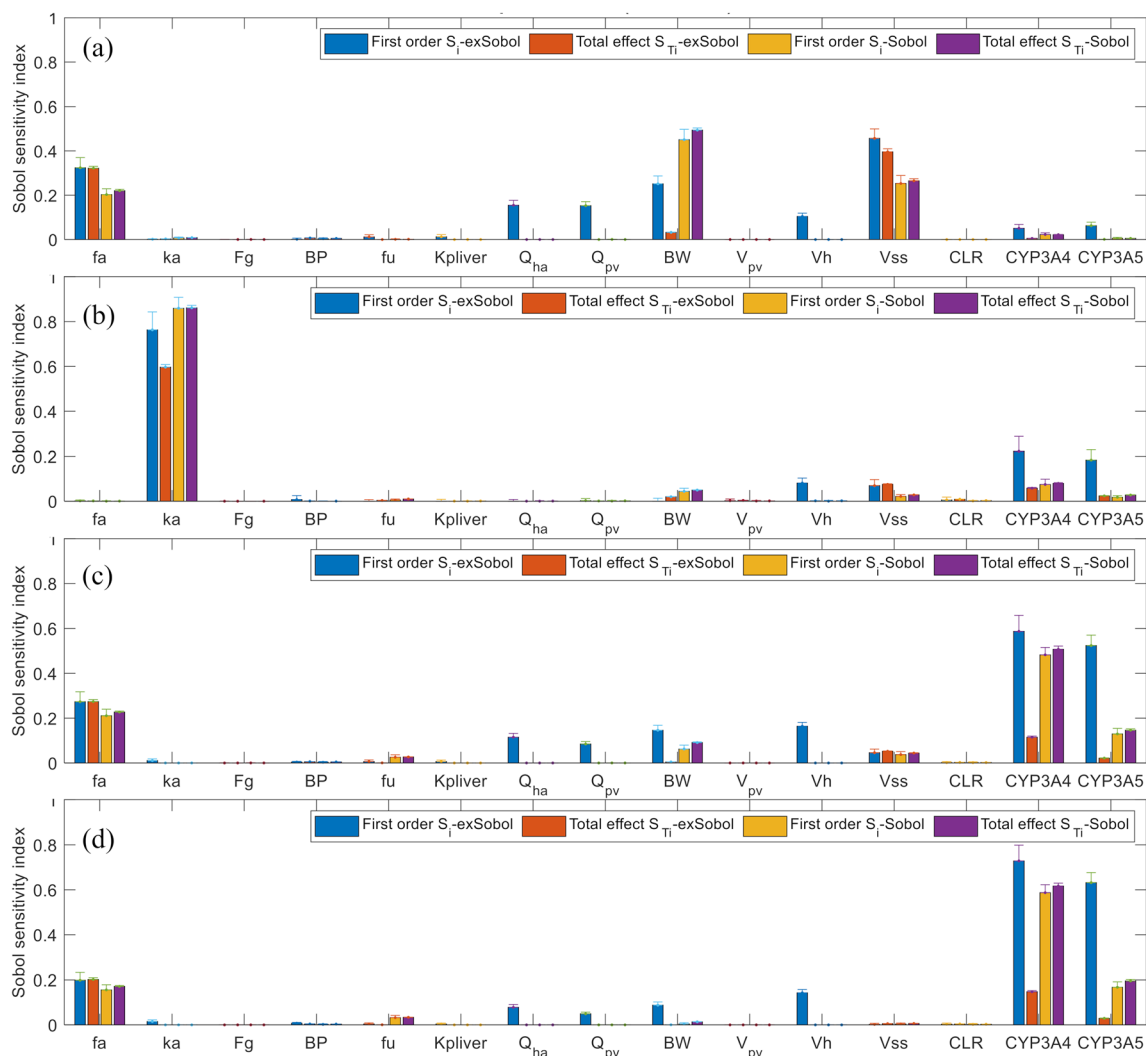 (a)
First order S_i-exSobol Total effect S_Ti-exSobol First order S_i-Sobol Total effect S_Ti-Sobol
Sobol sensitivity index
1
0.8
0.6
0.4
0.2
0
fa ka Fg BP fu Kpliver Q_ha Q_pv BW V_pv Vh Vss CLR CYP3A4 CYP3A5
(b)
First order S_i-exSobol Total effect S_Ti-exSobol First order S_i-Sobol Total effect S_Ti-Sobol
Sobol sensitivity index
0.8
0.6
0.4
0.2
0
fa ka Fg BP fu Kpliver Q_ha Q_pv BW V_pv Vh Vss CLR CYP3A4 CYP3A5
(c)
First order S_i-exSobol Total effect S_Ti-exSobol First order S_i-Sobol Total effect S_Ti-Sobol
Sobol sensitivity index
0.8
0.6
0.4
0.2
0
fa ka Fg BP fu Kpliver Q_ha Q_pv BW V_pv Vh Vss CLR CYP3A4 CYP3A5
(d)
First order S_i-exSobol Total effect S_Ti-exSobol First order S_i-Sobol Total effect S_Ti-Sobol
Sobol sensitivity index
0.8
0.6
0.4
0.2
0
fa ka Fg BP fu Kpliver Q_ha Q_pv BW V_pv Vh Vss CLR CYP3A4 CYP3A5